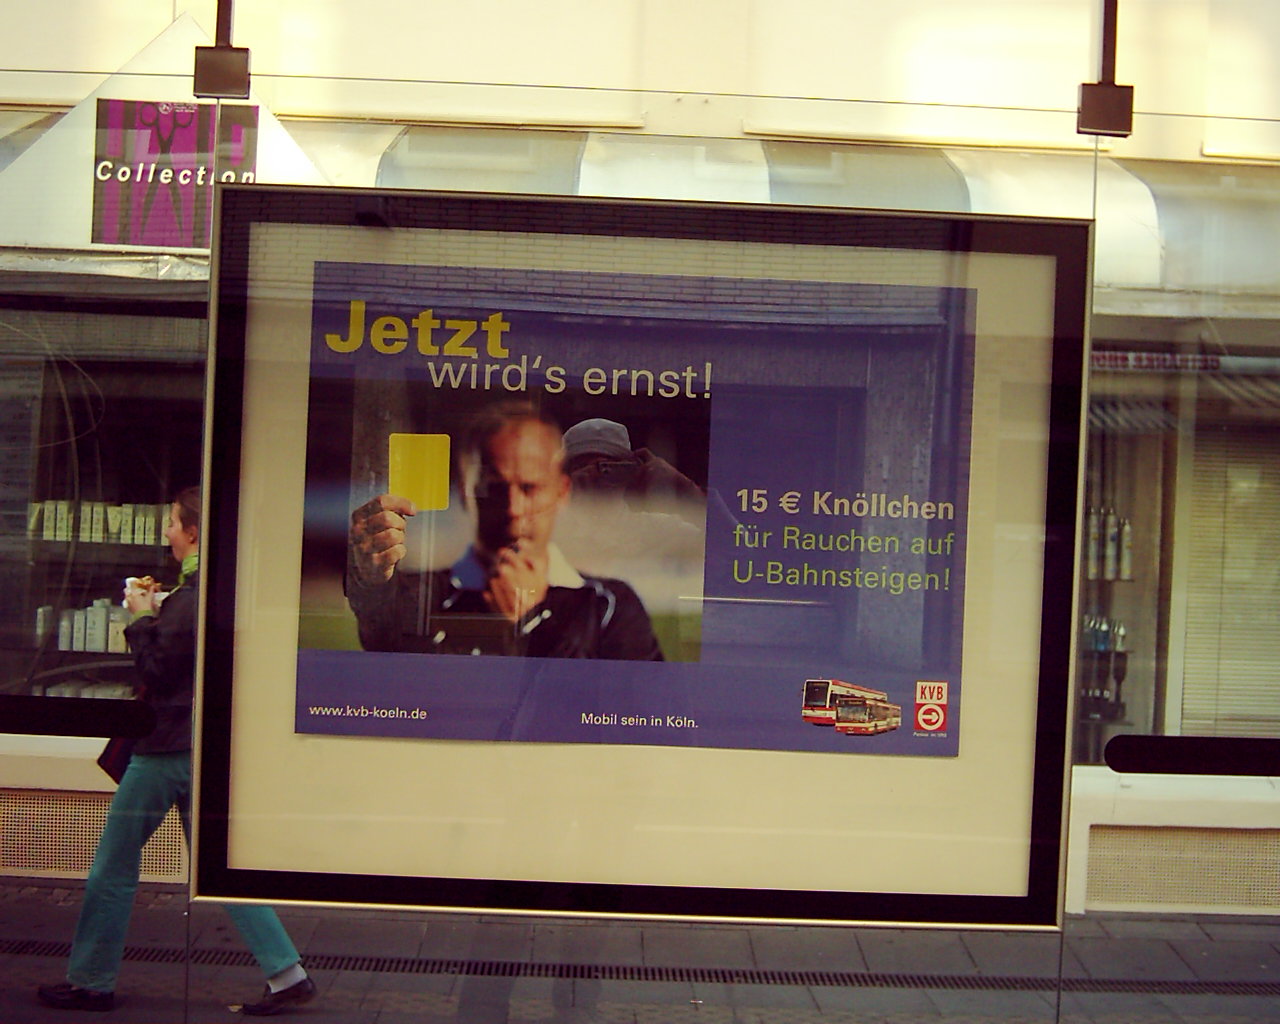 Collection
Jetzt
wird's ernst!
15 € Knöllchen
für Rauchen auf
U-Bahnsteigen!
KVB
www.kvb-koeln.de
Mobil sein in Köln.